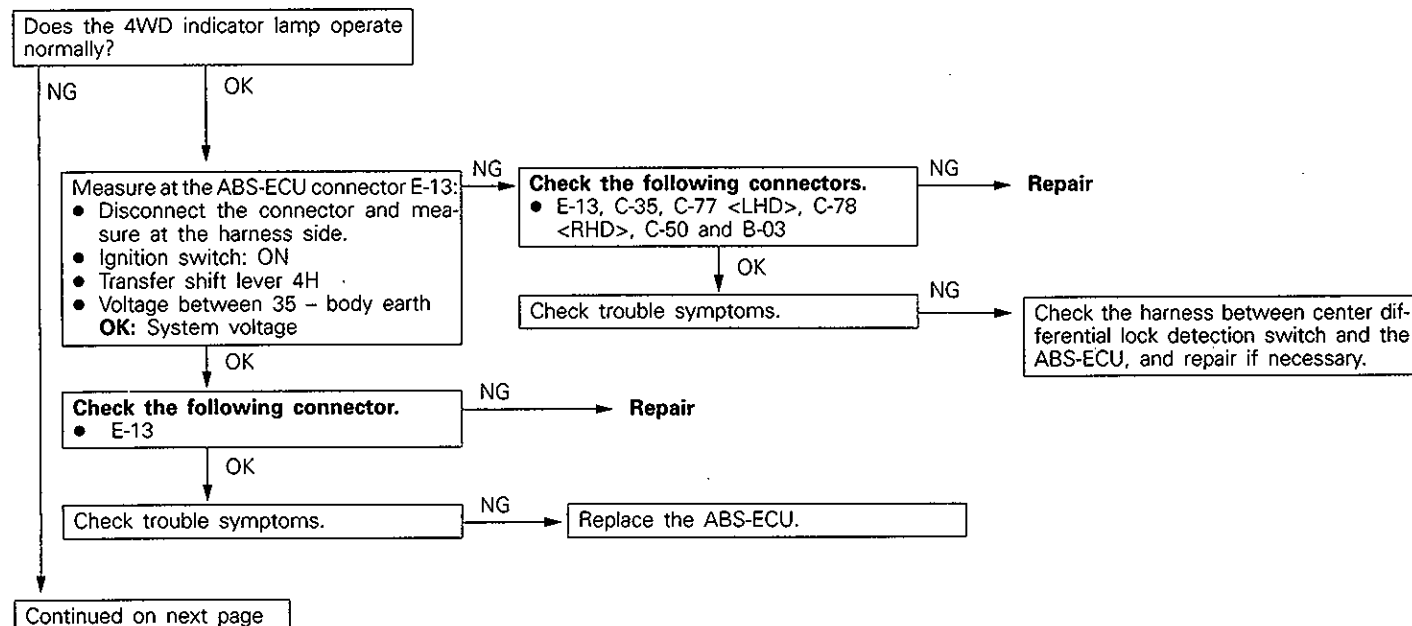 Does the 4WD indicator lamp operate
normally?
NG
OK
Measure at the ABS-ECU connector E-13:
● Disconnect the connector and mea-
sure at the harness side.
● Ignition switch: ON
● Transfer shift lever 4H
● Voltage between 35 – body earth
OK: System voltage
NG
Check the following connectors.
● E-13, C-35, C-77 <LHD>, C-78
<RHD>, C-50 and B-03
NG
Repair
OK
Check trouble symptoms.
NG
Check the harness between center dif-
ferential lock detection switch and the
ABS-ECU, and repair if necessary.
OK
Check the following connector.
● E-13
NG
Repair
OK
Check trouble symptoms.
NG
Replace the ABS-ECU.
Continued on next page